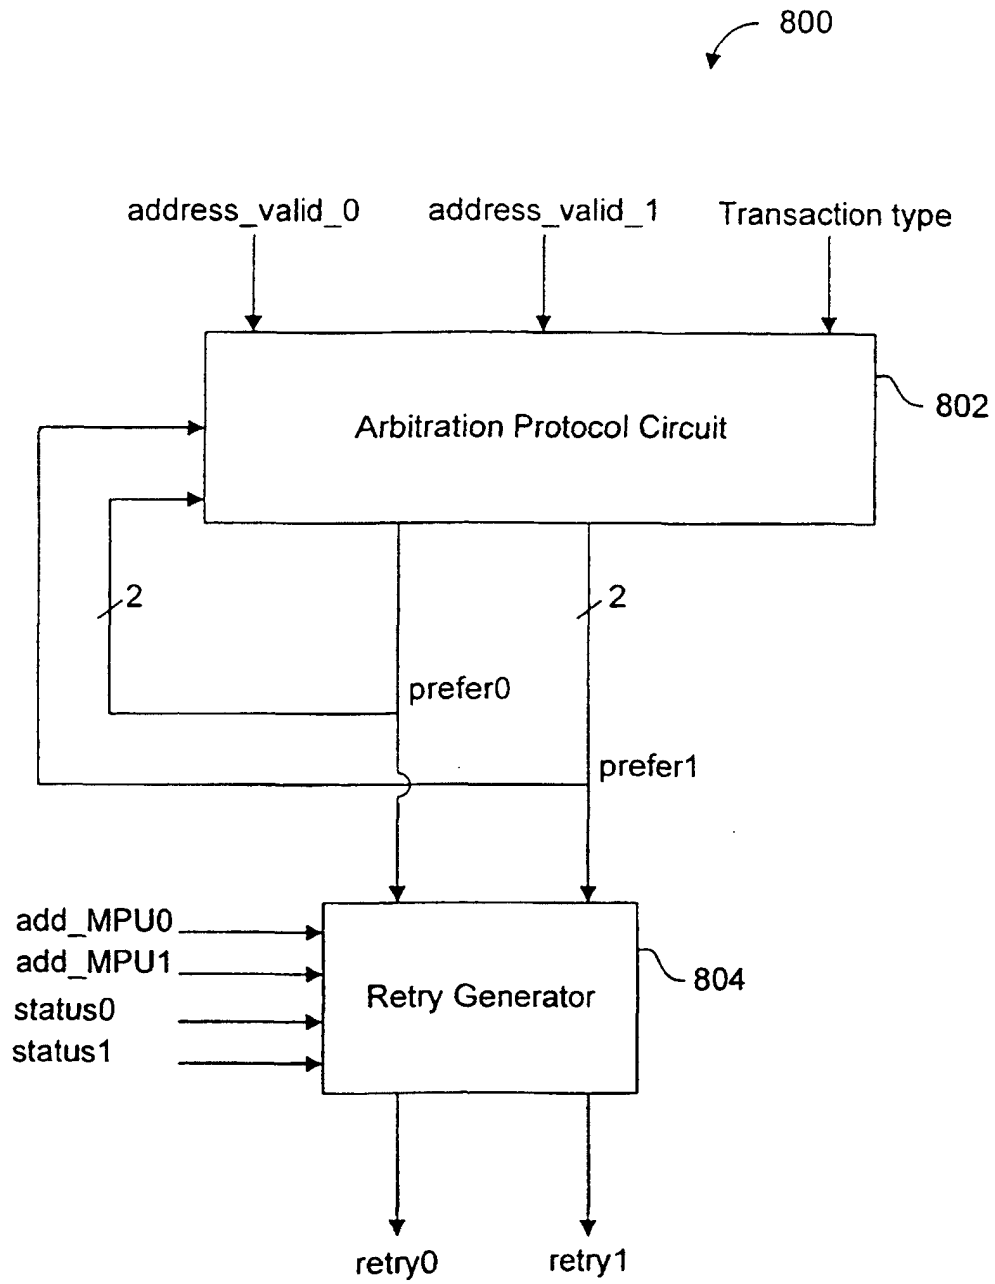 800
address_valid_0
address_valid_1
Transaction type
802
Arbitration Protocol Circuit
2
2
prefer0
prefer1
add_MPU0
add_MPU1
status0
status1
Retry Generator
804
retry0
retry1